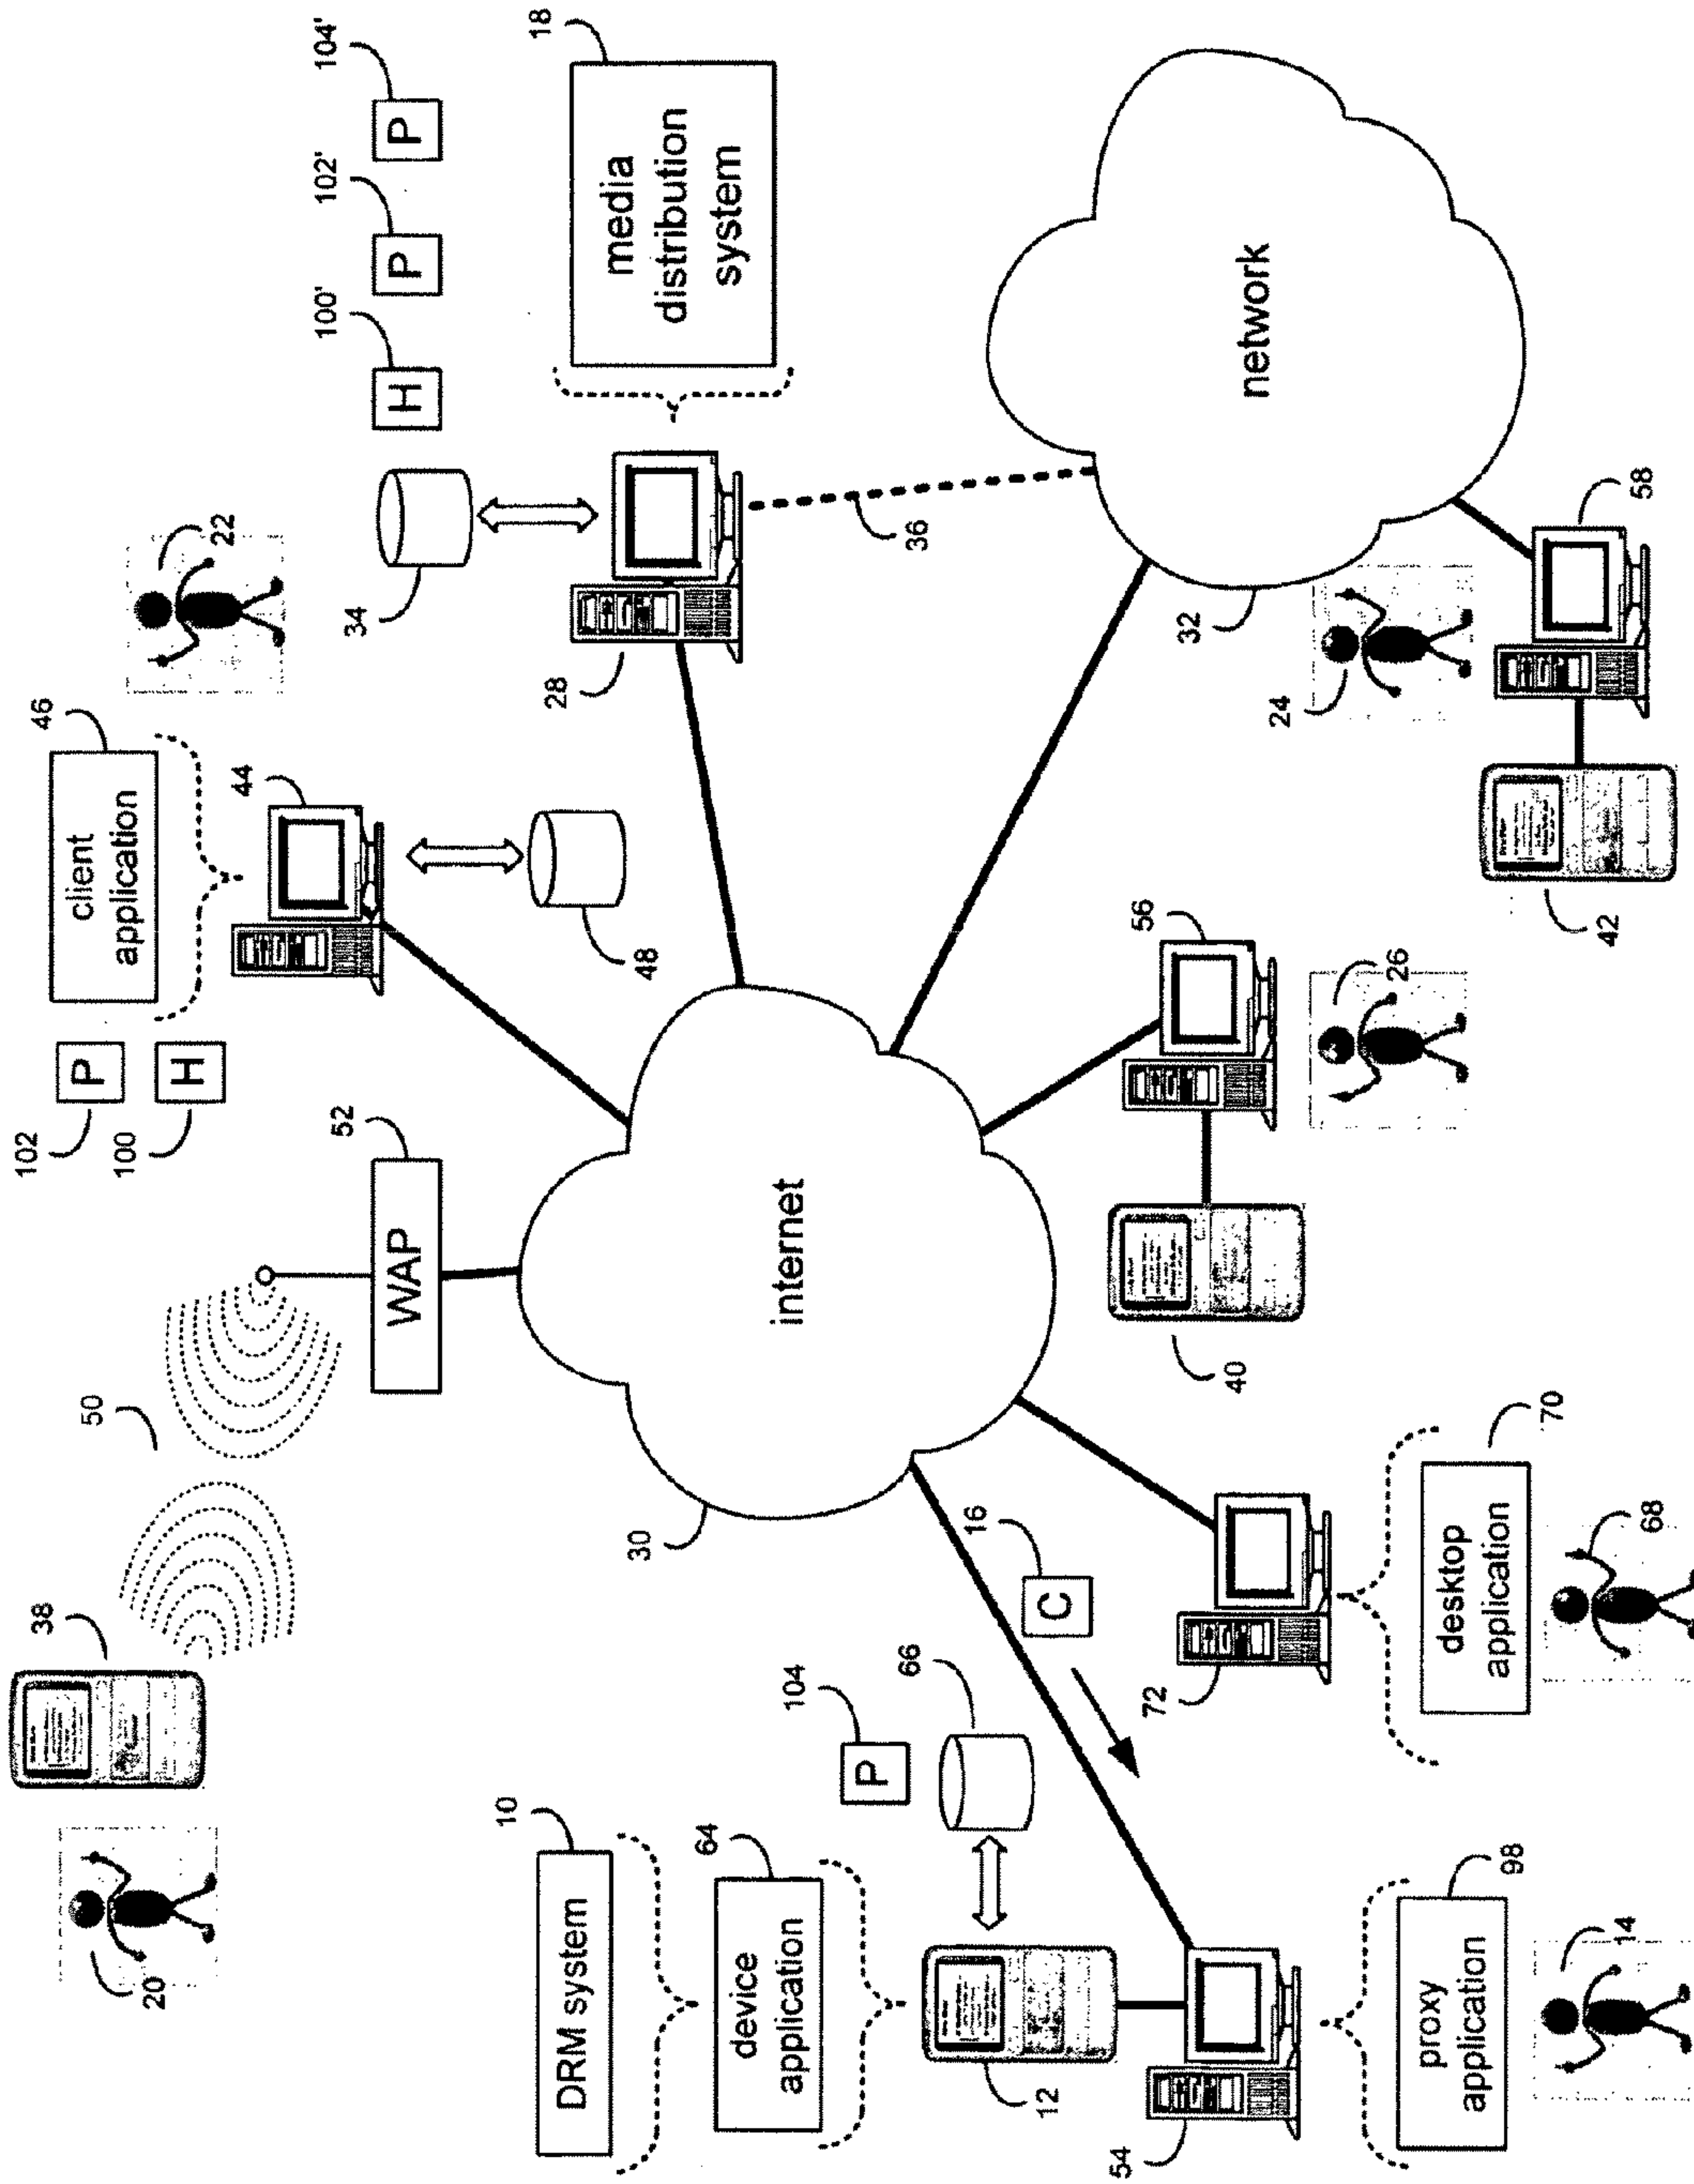 20
38
50
102
P
100
H
46
client
application
22
104'
P
102'
P
100'
H
18
media
distribution
system
52
WAP
44
48
34
28
36
10
DRM system
64
device
application
104
P
66
30
internet
network
32
16
C
12
54
72
40
56
26
24
58
42
98
proxy
application
14
70
desktop
application
68